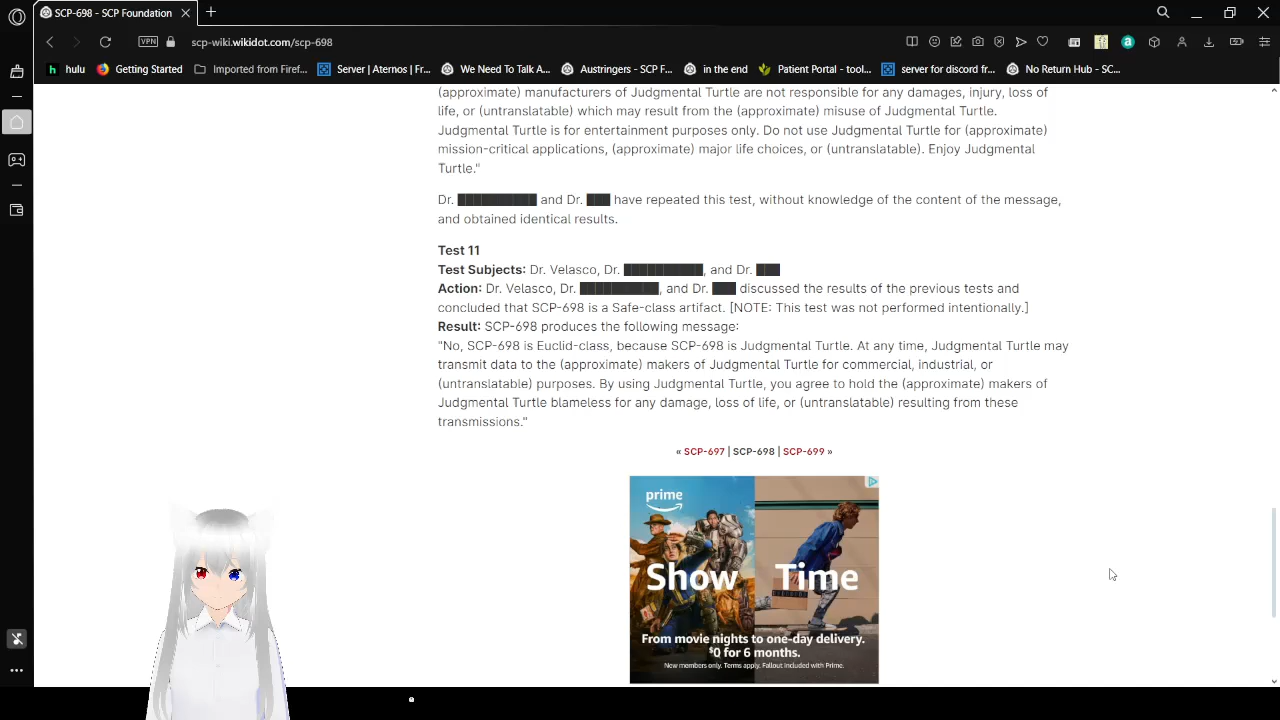 SCP-698 - SCP Foundation
VPN scp-wiki.wikidot.com/scp-698
h hulu Getting Started Imported from Firef... Server | Aternos | Fr... We Need To Talk A... Austringers - SCP F... in the end Patient Portal - tool... server for discord fr... No Return Hub - SC...
(approximate) manufacturers of Judgmental Turtle are not responsible for any damages, injury, loss of
life, or (untranslatable) which may result from the (approximate) misuse of Judgmental Turtle.
Judgmental Turtle is for entertainment purposes only. Do not use Judgmental Turtle for (approximate)
mission-critical applications, (approximate) major life choices, or (untranslatable). Enjoy Judgmental
Turtle."
Dr. ██████████ and Dr. ███ have repeated this test, without knowledge of the content of the message,
and obtained identical results.
Test 11
Test Subjects: Dr. Velasco, Dr. ██████████, and Dr. ███
Action: Dr. Velasco, Dr. ██████████, and Dr. ███ discussed the results of the previous tests and
concluded that SCP-698 is a Safe-class artifact. [NOTE: This test was not performed intentionally.]
Result: SCP-698 produces the following message:
"No, SCP-698 is Euclid-class, because SCP-698 is Judgmental Turtle. At any time, Judgmental Turtle may
transmit data to the (approximate) makers of Judgmental Turtle for commercial, industrial, or
(untranslatable) purposes. By using Judgmental Turtle, you agree to hold the (approximate) makers of
Judgmental Turtle blameless for any damage, loss of life, or (untranslatable) resulting from these
transmissions."
« SCP-697 | SCP-698 | SCP-699 »
prime
Show Time
From movie nights to one-day delivery.
$0 for 6 months.
New members only. Terms apply. Fallout included with Prime.